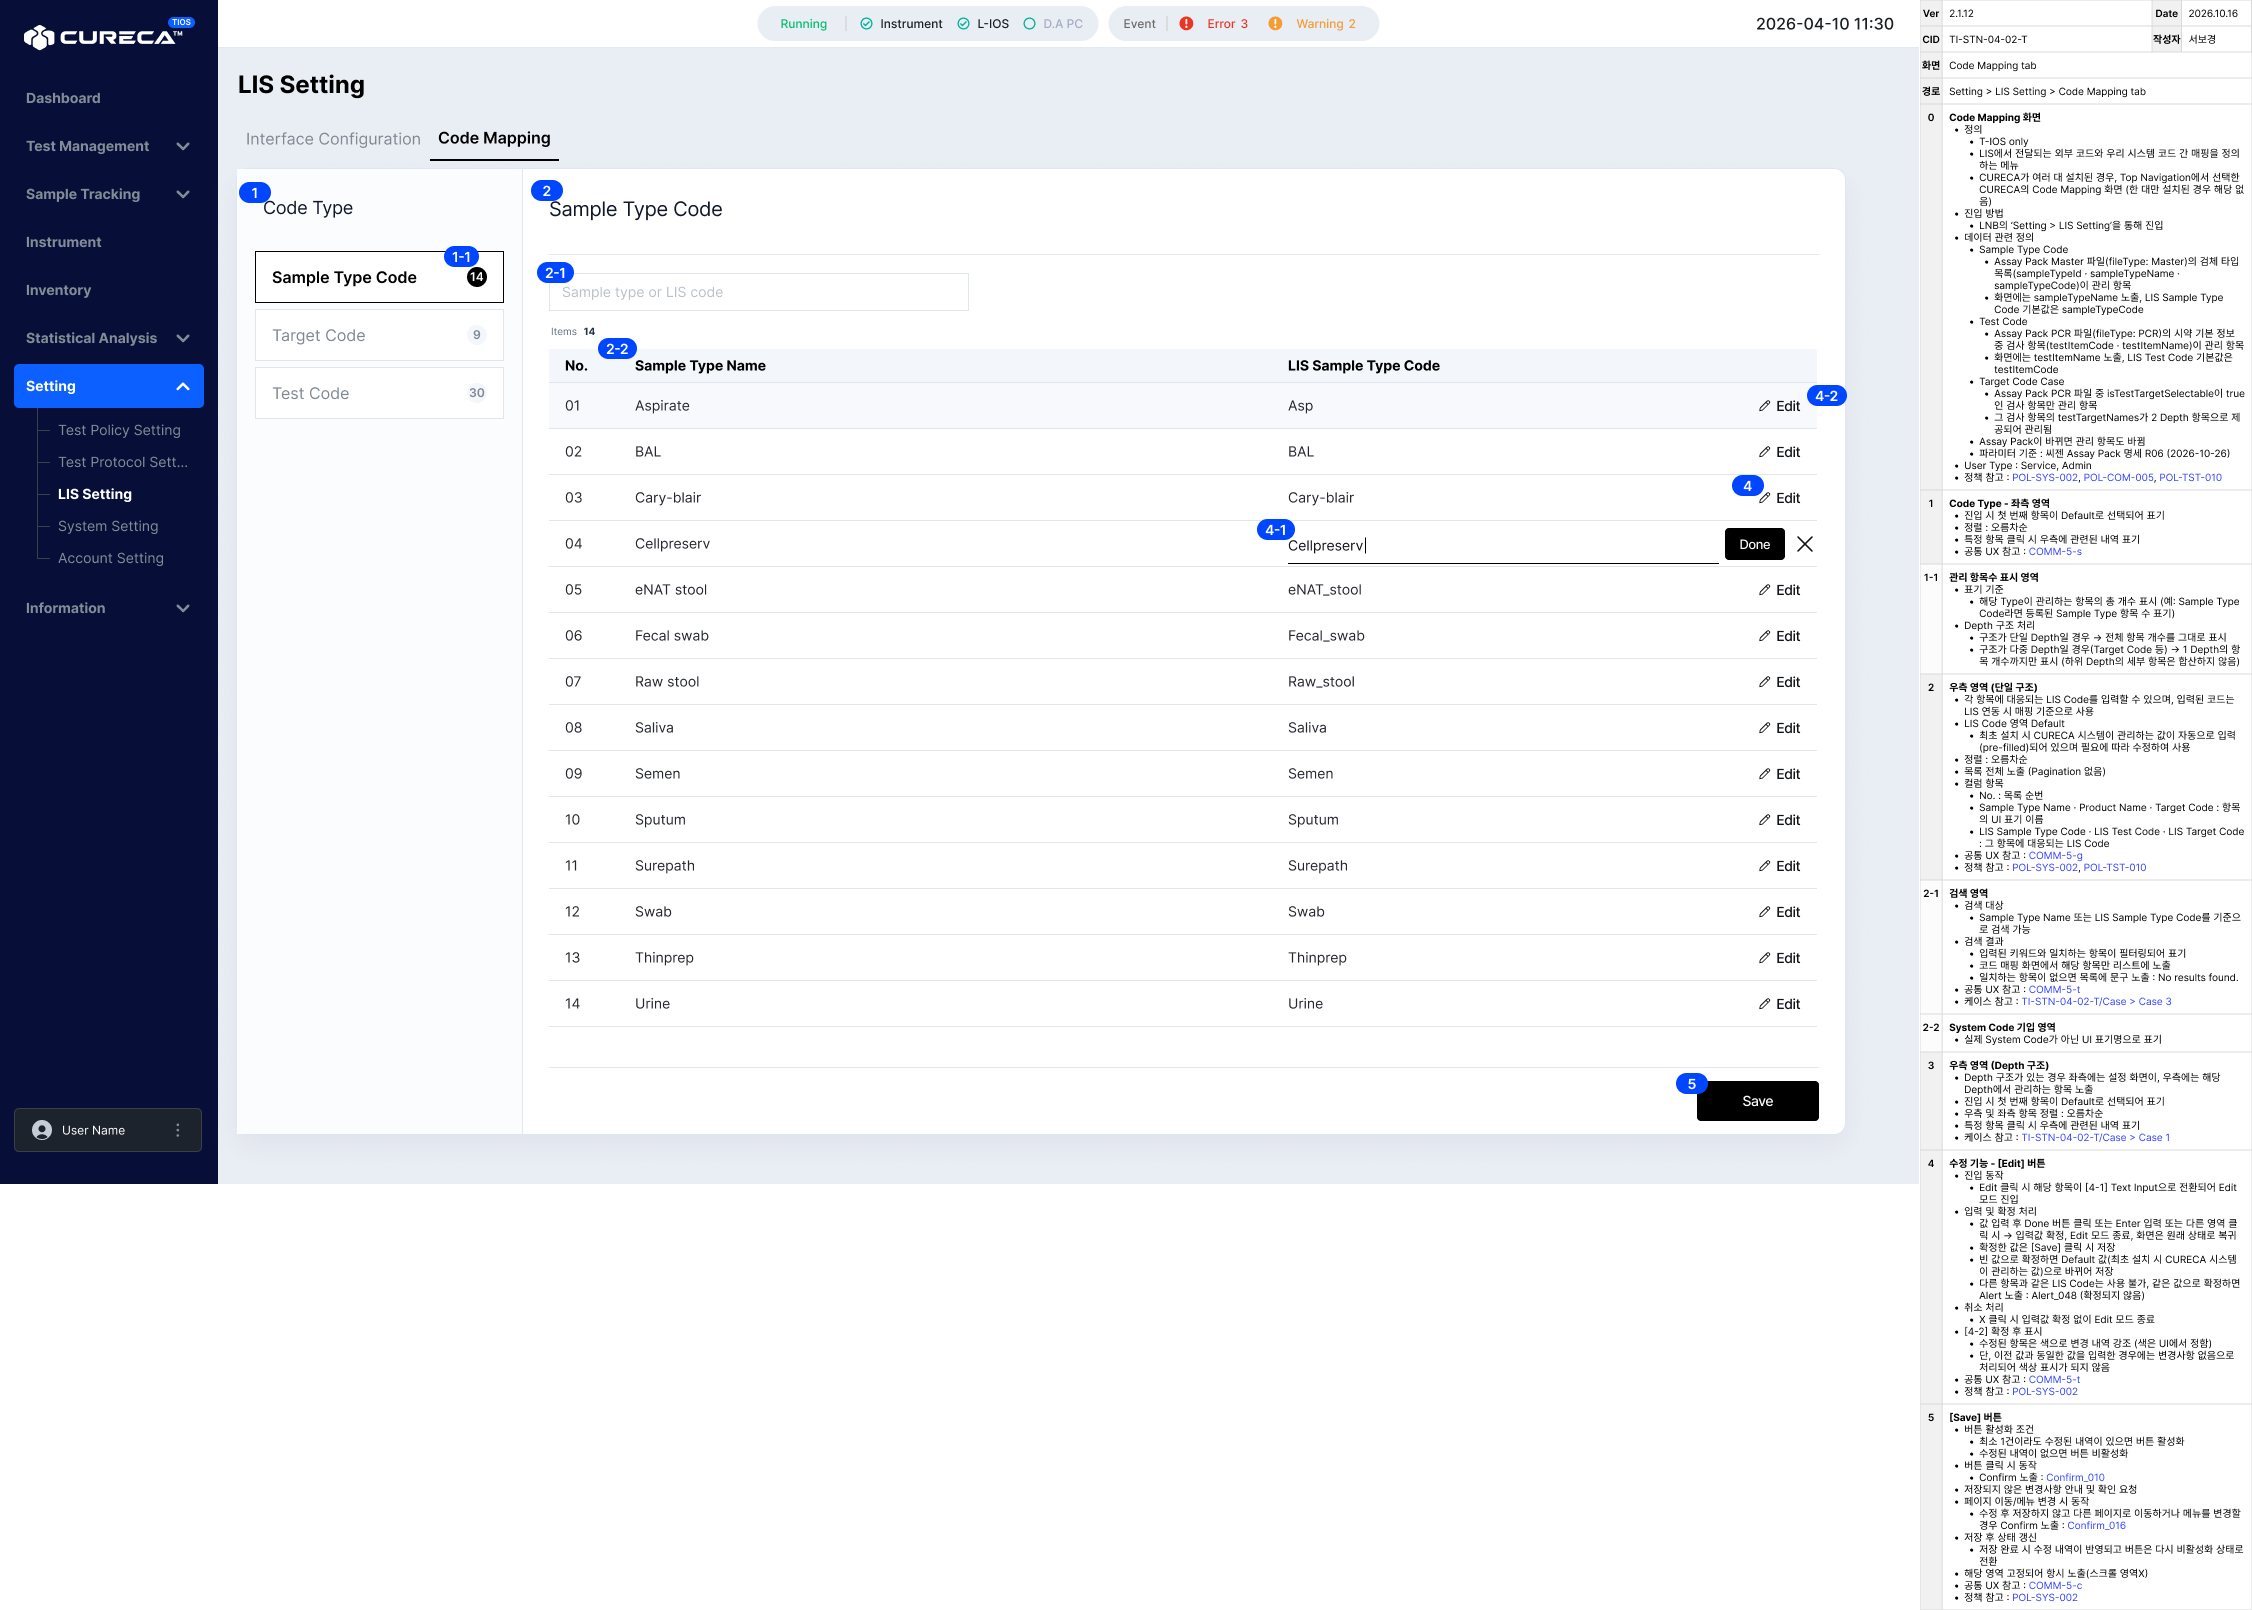 TIOS
CURECA™
Dashboard
Test Management
Sample Tracking
Instrument
Inventory
Statistical Analysis
Setting
Test Policy Setting
Test Protocol Sett...
LIS Setting
System Setting
Account Setting
Information
User Name
Running
Instrument
L-IOS
D.A PC
Event
Error 3
Warning 2
2026-04-10 11:30
LIS Setting
Interface Configuration
Code Mapping
1
Code Type
1-1
Sample Type Code 14
Target Code 9
Test Code 30
2
Sample Type Code
2-1
Sample type or LIS code
Items 14
2-2
No. Sample Type Name LIS Sample Type Code
4-2
01 Aspirate Asp Edit
02 BAL BAL Edit
4
03 Cary-blair Cary-blair Edit
4-1
04 Cellpreserv Cellpreserv Done
05 eNAT stool eNAT_stool Edit
06 Fecal swab Fecal_swab Edit
07 Raw stool Raw_stool Edit
08 Saliva Saliva Edit
09 Semen Semen Edit
10 Sputum Sputum Edit
11 Surepath Surepath Edit
12 Swab Swab Edit
13 Thinprep Thinprep Edit
14 Urine Urine Edit
5
Save
Ver 2.1.12 Date 2026.10.16
CID TI-STN-04-02-T 작성자 서보경
화면 Code Mapping tab
경로 Setting > LIS Setting > Code Mapping tab
0 Code Mapping 화면
• 정의
• T-IOS only
• LIS에서 전달되는 외부 코드와 우리 시스템 코드 간 매핑을 정의
하는 메뉴
• CURECA가 여러 대 설치된 경우, Top Navigation에서 선택한
CURECA의 Code Mapping 화면 (한 대만 설치된 경우 해당 없
음)
• 진입 방법
• LNB의 ‘Setting > LIS Setting’을 통해 진입
• 데이터 관련 정의
• Sample Type Code
• Assay Pack Master 파일(fileType: Master)의 검체 타입
목록(sampleTypeId · sampleTypeName ·
sampleTypeCode)이 관리 항목
• 화면에는 sampleTypeName 노출, LIS Sample Type
Code 기본값은 sampleTypeCode
• Test Code
• Assay Pack PCR 파일(fileType: PCR)의 시약 기본 정보
중 검사 항목(testItemCode · testItemName)이 관리 항목
• 화면에는 testItemName 노출, LIS Test Code 기본값은
testItemCode
• Target Code Case
• Assay Pack PCR 파일 중 isTestTargetSelectable이 true
인 검사 항목만 관리 항목
• 그 검사 항목의 testTargetNames가 2 Depth 항목으로 제
공되어 관리됨
• Assay Pack이 바뀌면 관리 항목도 바뀜
• 파라미터 기준 : 씨젠 Assay Pack 명세 R06 (2026-10-26)
• User Type : Service, Admin
• 정책 참고 : POL-SYS-002, POL-COM-005, POL-TST-010
1 Code Type - 좌측 영역
• 진입 시 첫 번째 항목이 Default로 선택되어 표기
• 정렬 : 오름차순
• 특정 항목 클릭 시 우측에 관련된 내역 표기
• 공통 UX 참고 : COMM-5-s
1-1 관리 항목수 표시 영역
• 표기 기준
• 해당 Type이 관리하는 항목의 총 개수 표시 (예: Sample Type
Code라면 등록된 Sample Type 항목 수 표기)
• Depth 구조 처리
• 구조가 단일 Depth일 경우 → 전체 항목 개수를 그대로 표시
• 구조가 다중 Depth일 경우(Target Code 등) → 1 Depth의 항
목 개수까지만 표시 (하위 Depth의 세부 항목은 합산하지 않음)
2 우측 영역 (단일 구조)
• 각 항목에 대응되는 LIS Code를 입력할 수 있으며, 입력된 코드는
LIS 연동 시 매핑 기준으로 사용
• LIS Code 영역 Default
• 최초 설치 시 CURECA 시스템이 관리하는 값이 자동으로 입력
(pre-filled)되어 있으며 필요에 따라 수정하여 사용
• 정렬 : 오름차순
• 목록 전체 노출 (Pagination 없음)
• 컬럼 항목
• No. : 목록 순번
• Sample Type Name · Product Name · Target Code : 항목
의 UI 표기 이름
• LIS Sample Type Code · LIS Test Code · LIS Target Code
: 그 항목에 대응되는 LIS Code
• 공통 UX 참고 : COMM-5-g
• 정책 참고 : POL-SYS-002, POL-TST-010
2-1 검색 영역
• 검색 대상
• Sample Type Name 또는 LIS Sample Type Code를 기준으
로 검색 가능
• 검색 결과
• 입력된 키워드와 일치하는 항목이 필터링되어 표기
• 코드 매핑 화면에서 해당 항목만 리스트에 노출
• 일치하는 항목이 없으면 목록에 문구 노출 : No results found.
• 공통 UX 참고 : COMM-5-t
• 케이스 참고 : TI-STN-04-02-T/Case > Case 3
2-2 System Code 기입 영역
• 실제 System Code가 아닌 UI 표기명으로 표기
3 우측 영역 (Depth 구조)
• Depth 구조가 있는 경우 좌측에는 설정 화면이, 우측에는 해당
Depth에서 관리하는 항목 노출
• 진입 시 첫 번째 항목이 Default로 선택되어 표기
• 우측 및 좌측 항목 정렬 : 오름차순
• 특정 항목 클릭 시 우측에 관련된 내역 표기
• 케이스 참고 : TI-STN-04-02-T/Case > Case 1
4 수정 기능 - [Edit] 버튼
• 진입 동작
• Edit 클릭 시 해당 항목이 [4-1] Text Input으로 전환되어 Edit
모드 진입
• 입력 및 확정 처리
• 값 입력 후 Done 버튼 클릭 또는 Enter 입력 또는 다른 영역 클
릭 시 → 입력값 확정, Edit 모드 종료, 화면은 원래 상태로 복귀
• 확정한 값은 [Save] 클릭 시 저장
• 빈 값으로 확정하면 Default 값(최초 설치 시 CURECA 시스템
이 관리하는 값)으로 바뀌어 저장
• 다른 항목과 같은 LIS Code는 사용 불가, 같은 값으로 확정하면
Alert 노출 : Alert_048 (확정되지 않음)
• 취소 처리
• X 클릭 시 입력값 확정 없이 Edit 모드 종료
• [4-2] 확정 후 표시
• 수정된 항목은 색으로 변경 내역 강조 (색은 UI에서 정함)
• 단, 이전 값과 동일한 값을 입력한 경우에는 변경사항 없음으로
처리되어 색상 표시가 되지 않음
• 공통 UX 참고 : COMM-5-t
• 정책 참고 : POL-SYS-002
5 [Save] 버튼
• 버튼 활성화 조건
• 최소 1건이라도 수정된 내역이 있으면 버튼 활성화
• 수정된 내역이 없으면 버튼 비활성화
• 버튼 클릭 시 동작
• Confirm 노출 : Confirm_010
• 저장되지 않은 변경사항 안내 및 확인 요청
• 페이지 이동/메뉴 변경 시 동작
• 수정 후 저장하지 않고 다른 페이지로 이동하거나 메뉴를 변경할
경우 Confirm 노출 : Confirm_016
• 저장 후 상태 갱신
• 저장 완료 시 수정 내역이 반영되고 버튼은 다시 비활성화 상태로
전환
• 해당 영역 고정되어 항시 노출(스크롤 영역X)
• 공통 UX 참고 : COMM-5-c
• 정책 참고 : POL-SYS-002